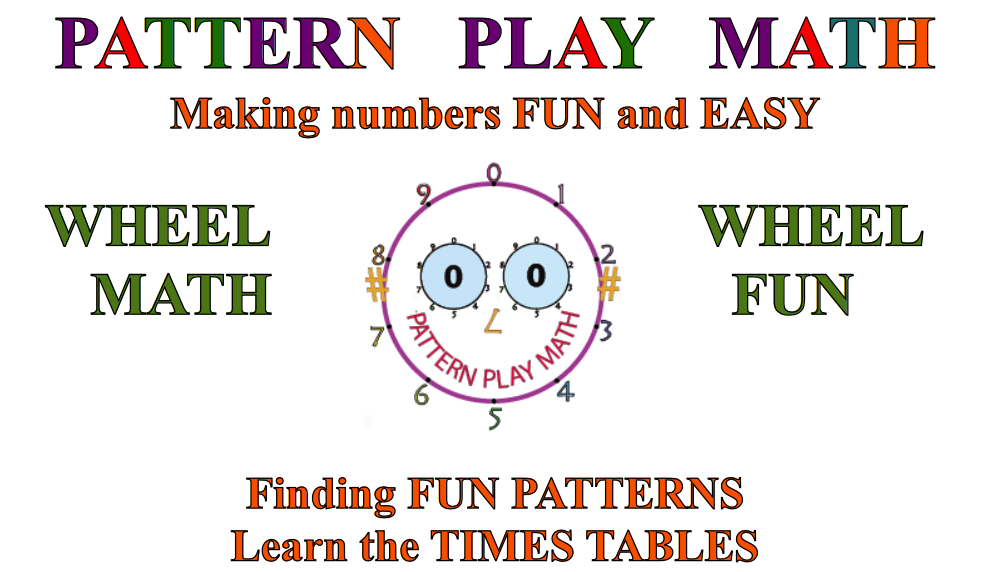 PATTERN PLAY MATH
Making numbers FUN and EASY
WHEEL
MATH
WHEEL
FUN
0
9 1
8 2
# #
0 0
7 3
PATTERN PLAY MATH
6 4
5
Finding FUN PATTERNS
Learn the TIMES TABLES